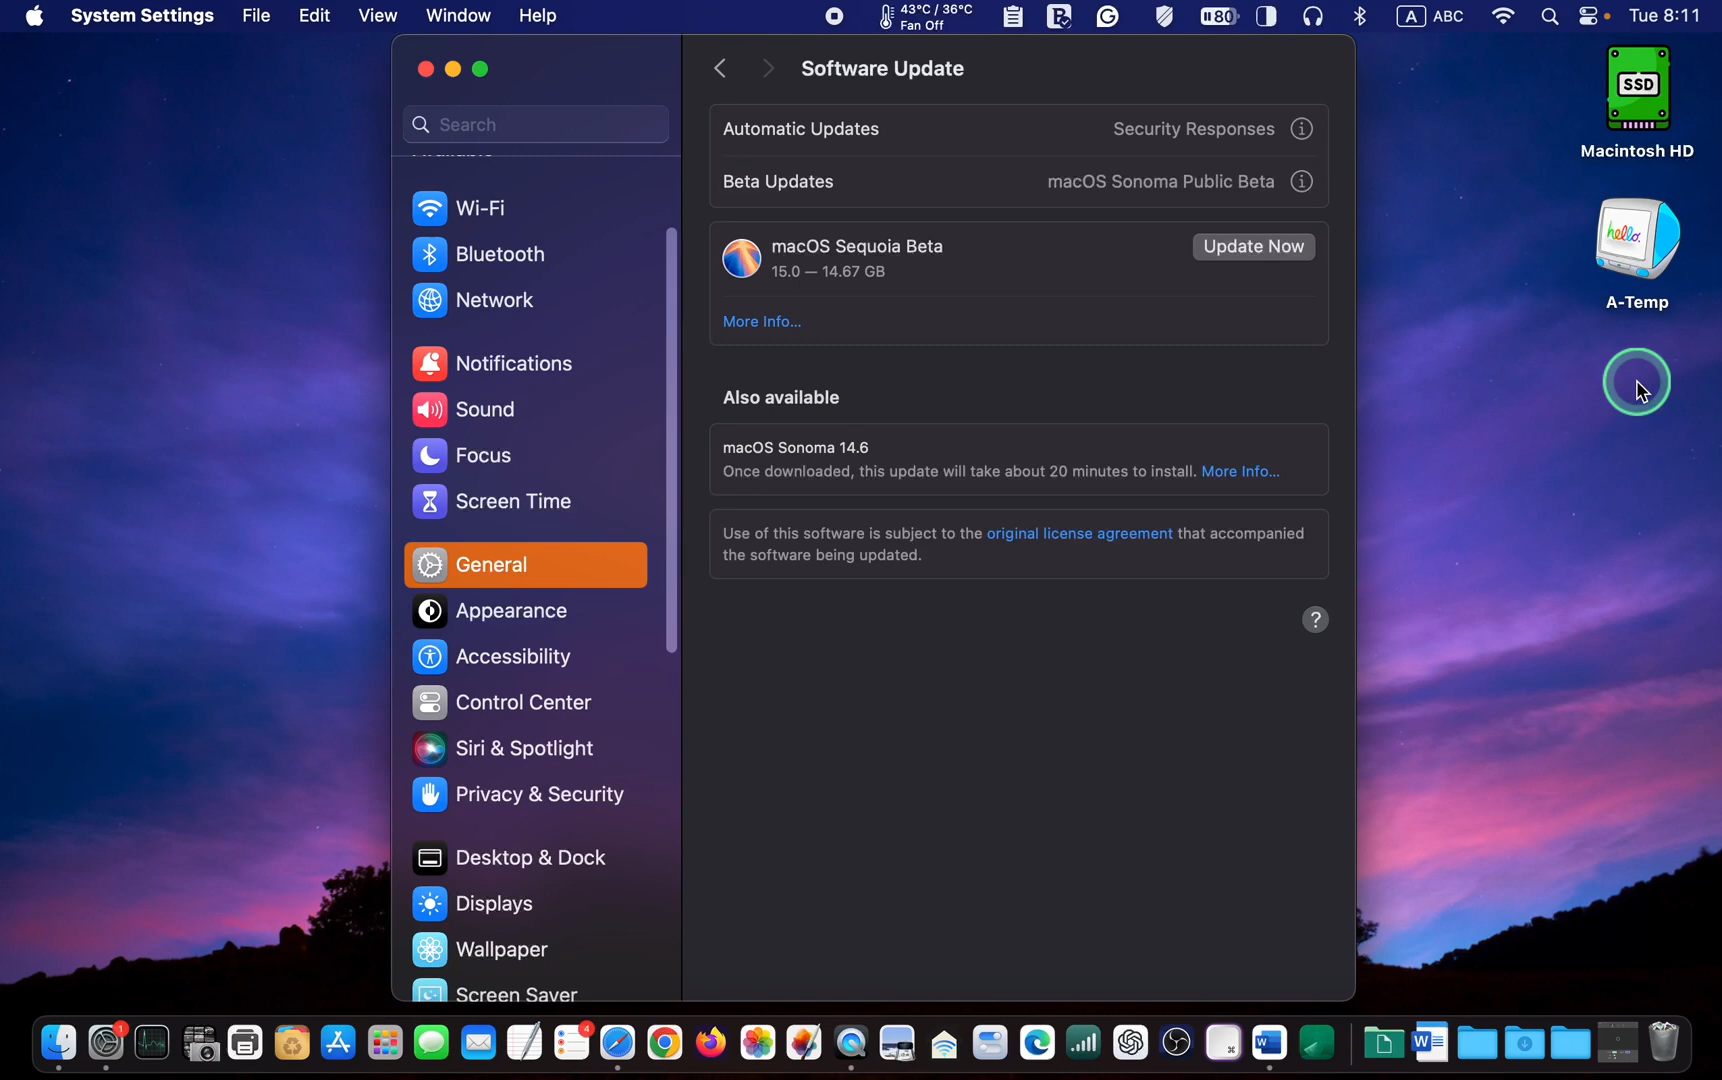 System Settings File Edit View Window Help 43°C / 36°C Fan Off 80 A ABC Tue 8:11
Software Update
Search
Wi-Fi
Bluetooth
Network
Notifications
Sound
Focus
Screen Time
General
Appearance
Accessibility
Control Center
Siri & Spotlight
Privacy & Security
Desktop & Dock
Displays
Wallpaper
Screen Saver
Automatic Updates Security Responses
Beta Updates macOS Sonoma Public Beta
macOS Sequoia Beta Update Now
15.0 — 14.67 GB
More Info...
Also available
macOS Sonoma 14.6
Once downloaded, this update will take about 20 minutes to install. More Info...
Use of this software is subject to the original license agreement that accompanied
the software being updated.
?
SSD
Macintosh HD
hello.
A-Temp
1
4
W
W